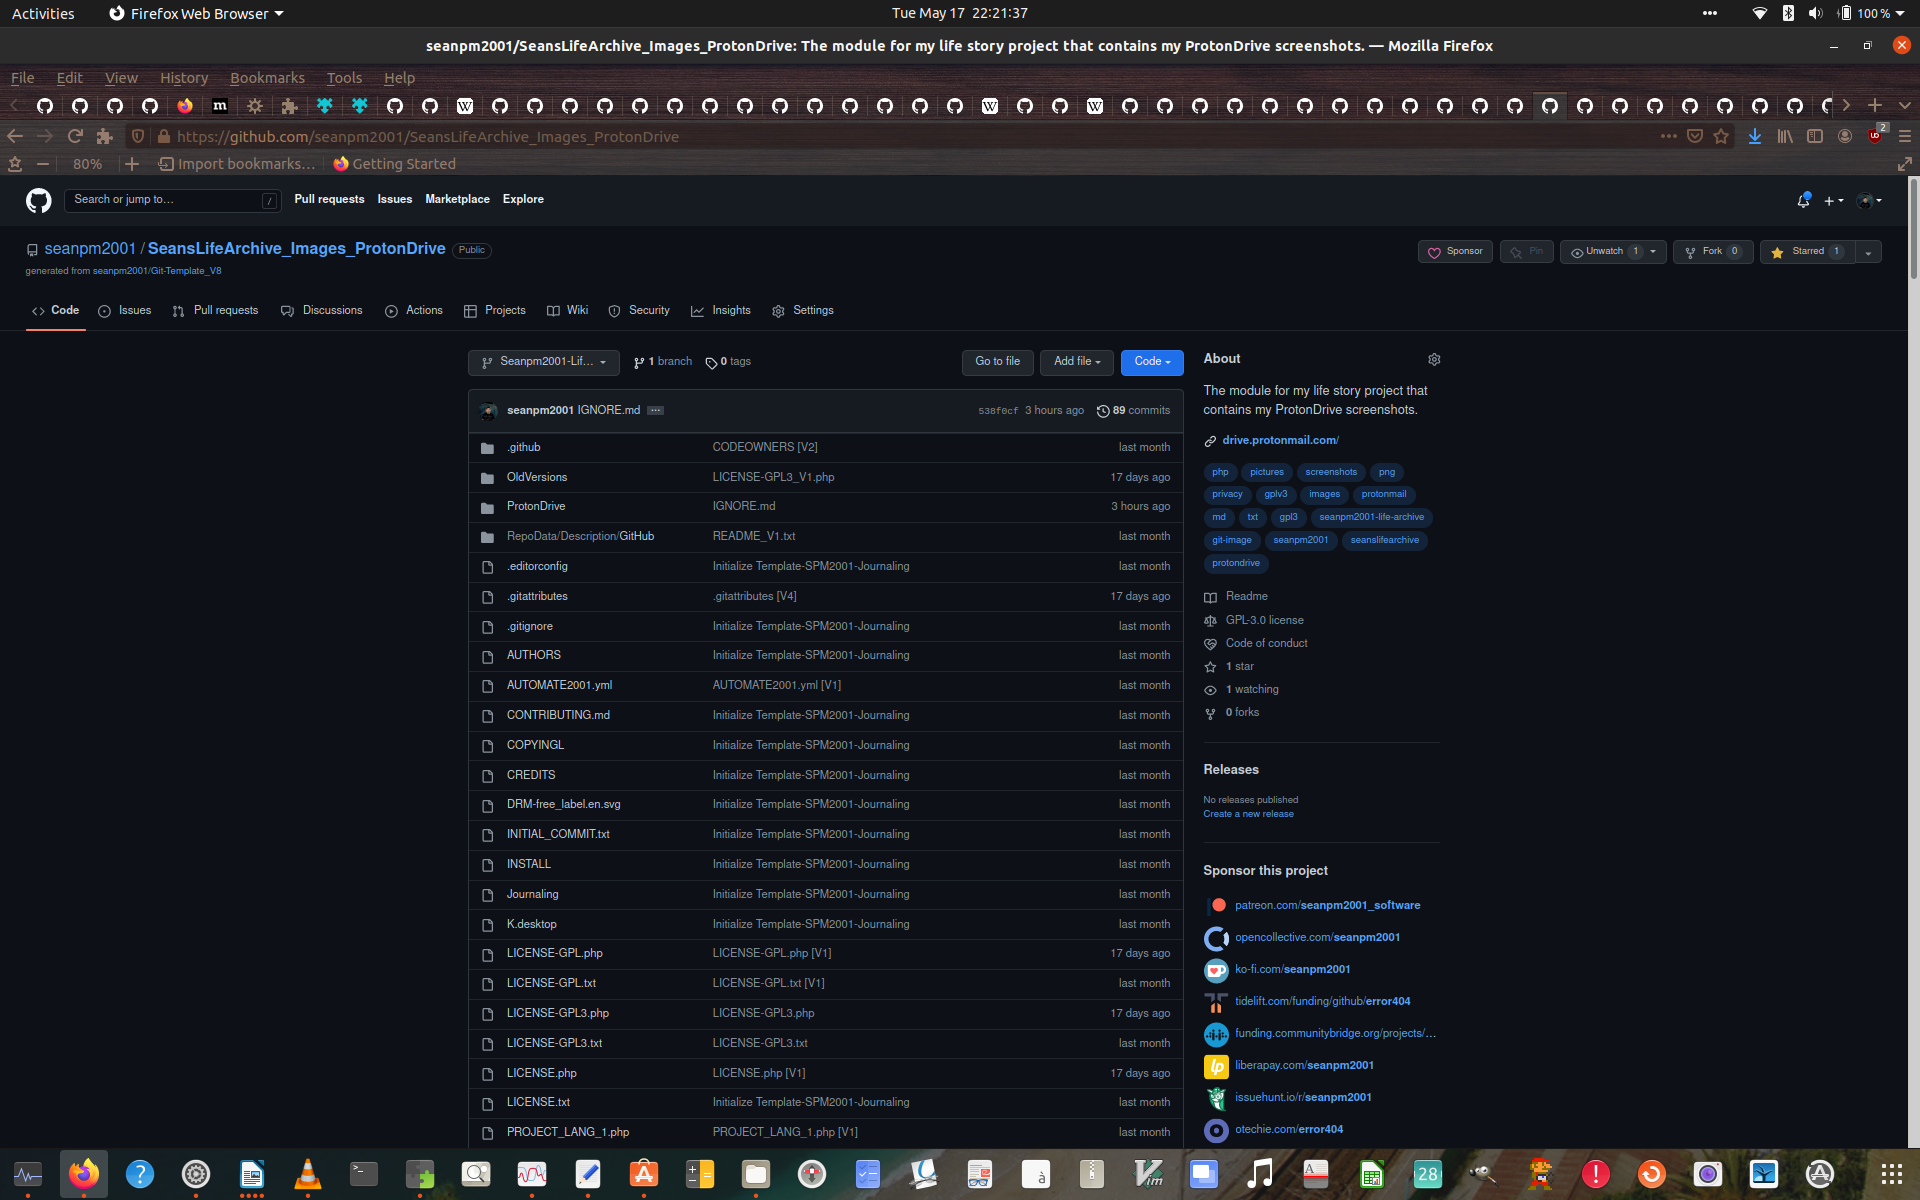 Activities
Firefox Web Browser
Tue May 17 22:21:37
100 %
seanpm2001/SeansLifeArchive_Images_ProtonDrive: The module for my life story project that contains my ProtonDrive screenshots. — Mozilla Firefox
File Edit View History Bookmarks Tools Help
https://github.com/seanpm2001/SeansLifeArchive_Images_ProtonDrive
2
80%
Import bookmarks...
Getting Started
Search or jump to...
/
Pull requests
Issues
Marketplace
Explore
seanpm2001 / SeansLifeArchive_Images_ProtonDrive
Public
generated from seanpm2001/Git-Template_V8
Sponsor
Pin
Unwatch 1
Fork 0
Starred 1
Code
Issues
Pull requests
Discussions
Actions
Projects
Wiki
Security
Insights
Settings
Seanpm2001-Lif...
1 branch
0 tags
Go to file
Add file
Code
seanpm2001 IGNORE.md
538f0cf 3 hours ago
89 commits
.github CODEOWNERS [V2] last month
OldVersions LICENSE-GPL3_V1.php 17 days ago
ProtonDrive IGNORE.md 3 hours ago
RepoData/Description/GitHub README_V1.txt last month
.editorconfig Initialize Template-SPM2001-Journaling last month
.gitattributes .gitattributes [V4] 17 days ago
.gitignore Initialize Template-SPM2001-Journaling last month
AUTHORS Initialize Template-SPM2001-Journaling last month
AUTOMATE2001.yml AUTOMATE2001.yml [V1] last month
CONTRIBUTING.md Initialize Template-SPM2001-Journaling last month
COPYINGL Initialize Template-SPM2001-Journaling last month
CREDITS Initialize Template-SPM2001-Journaling last month
DRM-free_label.en.svg Initialize Template-SPM2001-Journaling last month
INITIAL_COMMIT.txt Initialize Template-SPM2001-Journaling last month
INSTALL Initialize Template-SPM2001-Journaling last month
Journaling Initialize Template-SPM2001-Journaling last month
K.desktop Initialize Template-SPM2001-Journaling last month
LICENSE-GPL.php LICENSE-GPL.php [V1] 17 days ago
LICENSE-GPL.txt LICENSE-GPL.txt [V1] last month
LICENSE-GPL3.php LICENSE-GPL3.php 17 days ago
LICENSE-GPL3.txt LICENSE-GPL3.txt last month
LICENSE.php LICENSE.php [V1] 17 days ago
LICENSE.txt Initialize Template-SPM2001-Journaling last month
PROJECT_LANG_1.php PROJECT_LANG_1.php [V1] last month
About
The module for my life story project that
contains my ProtonDrive screenshots.
drive.protonmail.com/
php pictures screenshots png
privacy gplv3 images protonmail
md txt gpl3 seanpm2001-life-archive
git-image seanpm2001 seanslifearchive
protondrive
Readme
GPL-3.0 license
Code of conduct
1 star
1 watching
0 forks
Releases
No releases published
Create a new release
Sponsor this project
patreon.com/seanpm2001_software
opencollective.com/seanpm2001
ko-fi.com/seanpm2001
tidelift.com/funding/github/error404
funding.communitybridge.org/projects/...
liberapay.com/seanpm2001
issuehunt.io/r/seanpm2001
otechie.com/error404
28